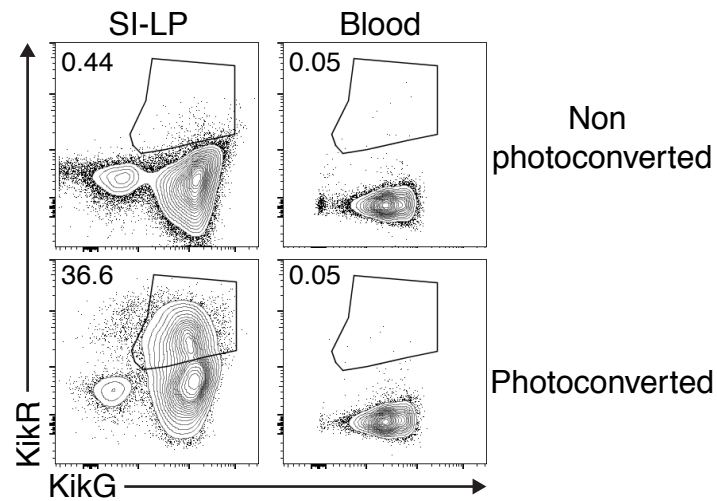 SI-LP
Blood
0.44
0.05
Non
photoconverted
36.6
0.05
Photoconverted
KikR
KikG